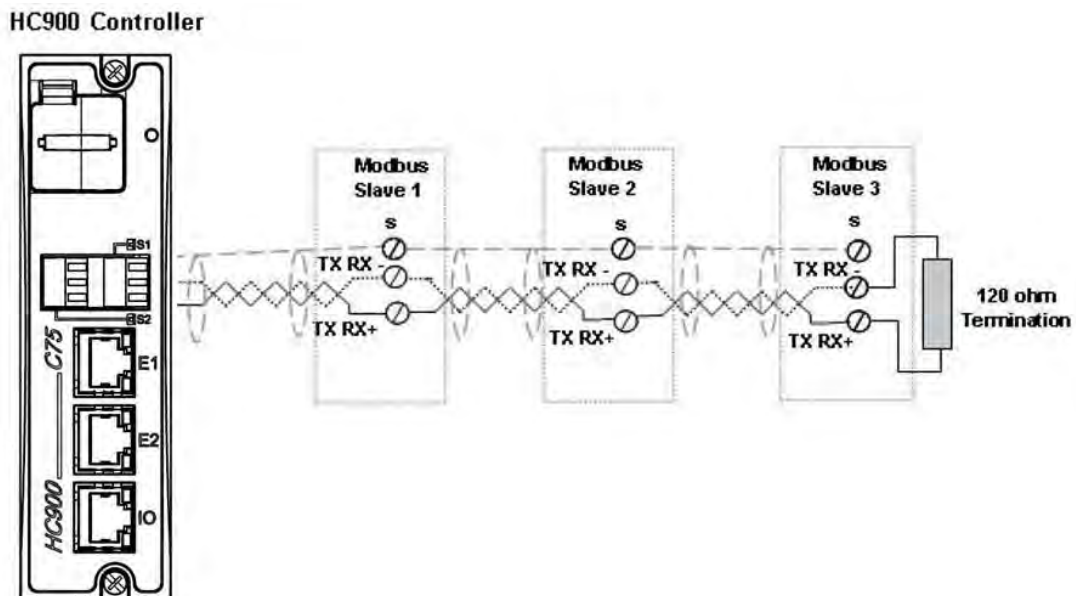 HC900 Controller
S1
S2
HC900
C75
E1
E2
IO
Modbus
Slave 1
s
TX RX -
TX RX+
Modbus
Slave 2
s
TX RX -
TX RX+
Modbus
Slave 3
s
TX RX -
TX RX+
120 ohm
Termination